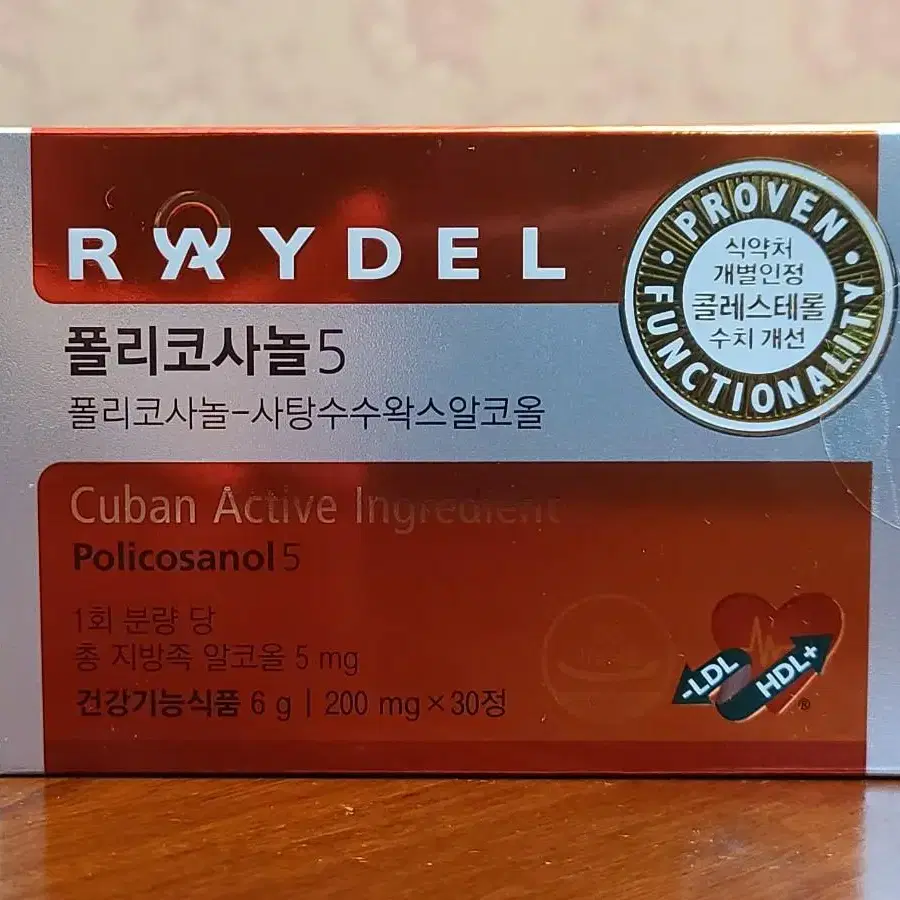 RAYDEL
PROVEN FUNCTIONALITY
식약처
개별인정
콜레스테롤
수치 개선
폴리코사놀5
폴리코사놀-사탕수수왁스알코올
Cuban Active Ingredient
Policosanol5
1회 분량 당
총 지방족 알코올 5 mg
건강기능식품 6 g | 200 mg×30정
-LDL
HDL+
®